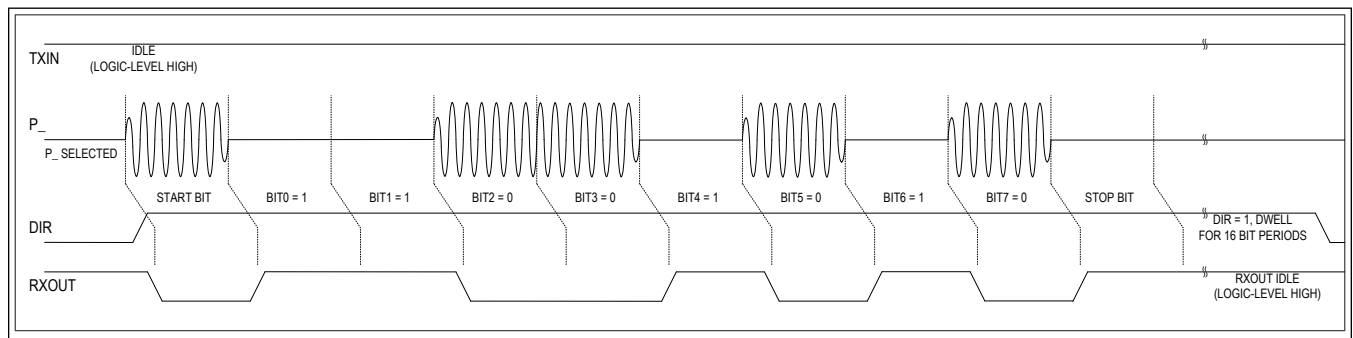 TXIN
IDLE
(LOGIC-LEVEL HIGH)
P_
P_ SELECTED
START BIT
BIT0 = 1
BIT1 = 1
BIT2 = 0
BIT3 = 0
BIT4 = 1
BIT5 = 0
BIT6 = 1
BIT7 = 0
STOP BIT
DIR
DIR = 1, DWELL
FOR 16 BIT PERIODS
RXOUT
RXOUT IDLE
(LOGIC-LEVEL HIGH)